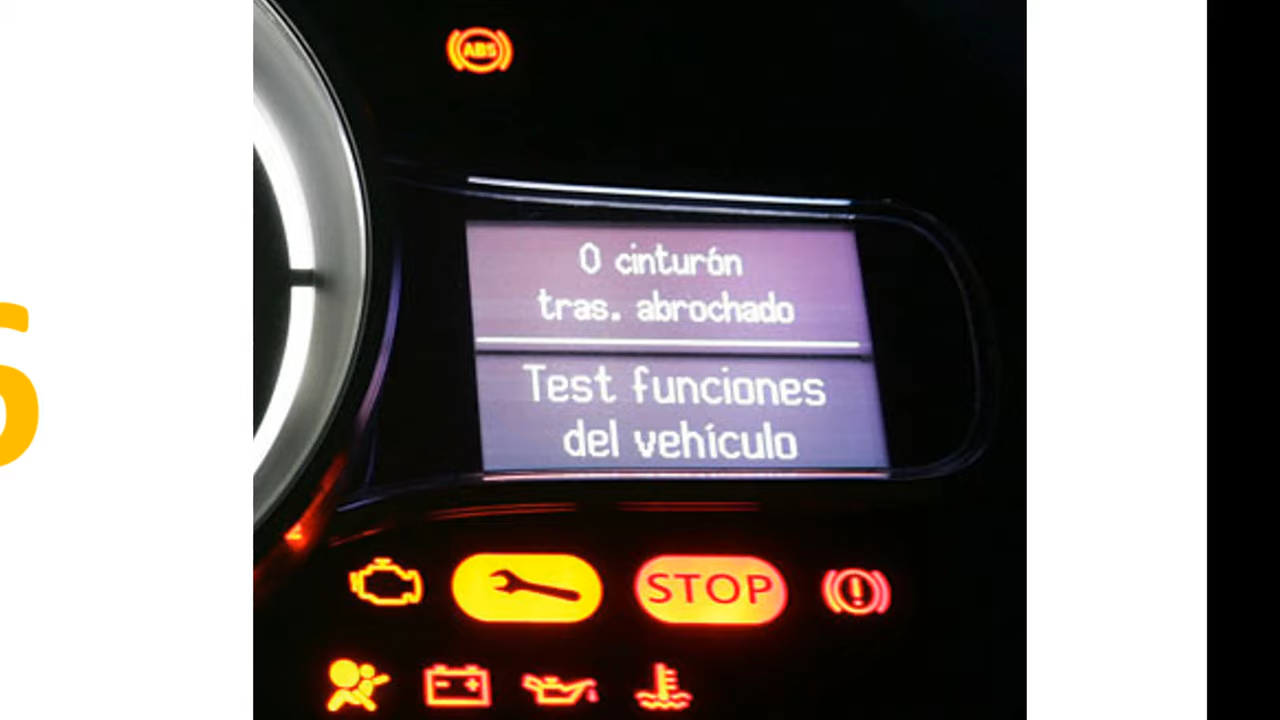 ABS
0 cinturón
tras. abrochado
Test funciones
del vehículo
STOP